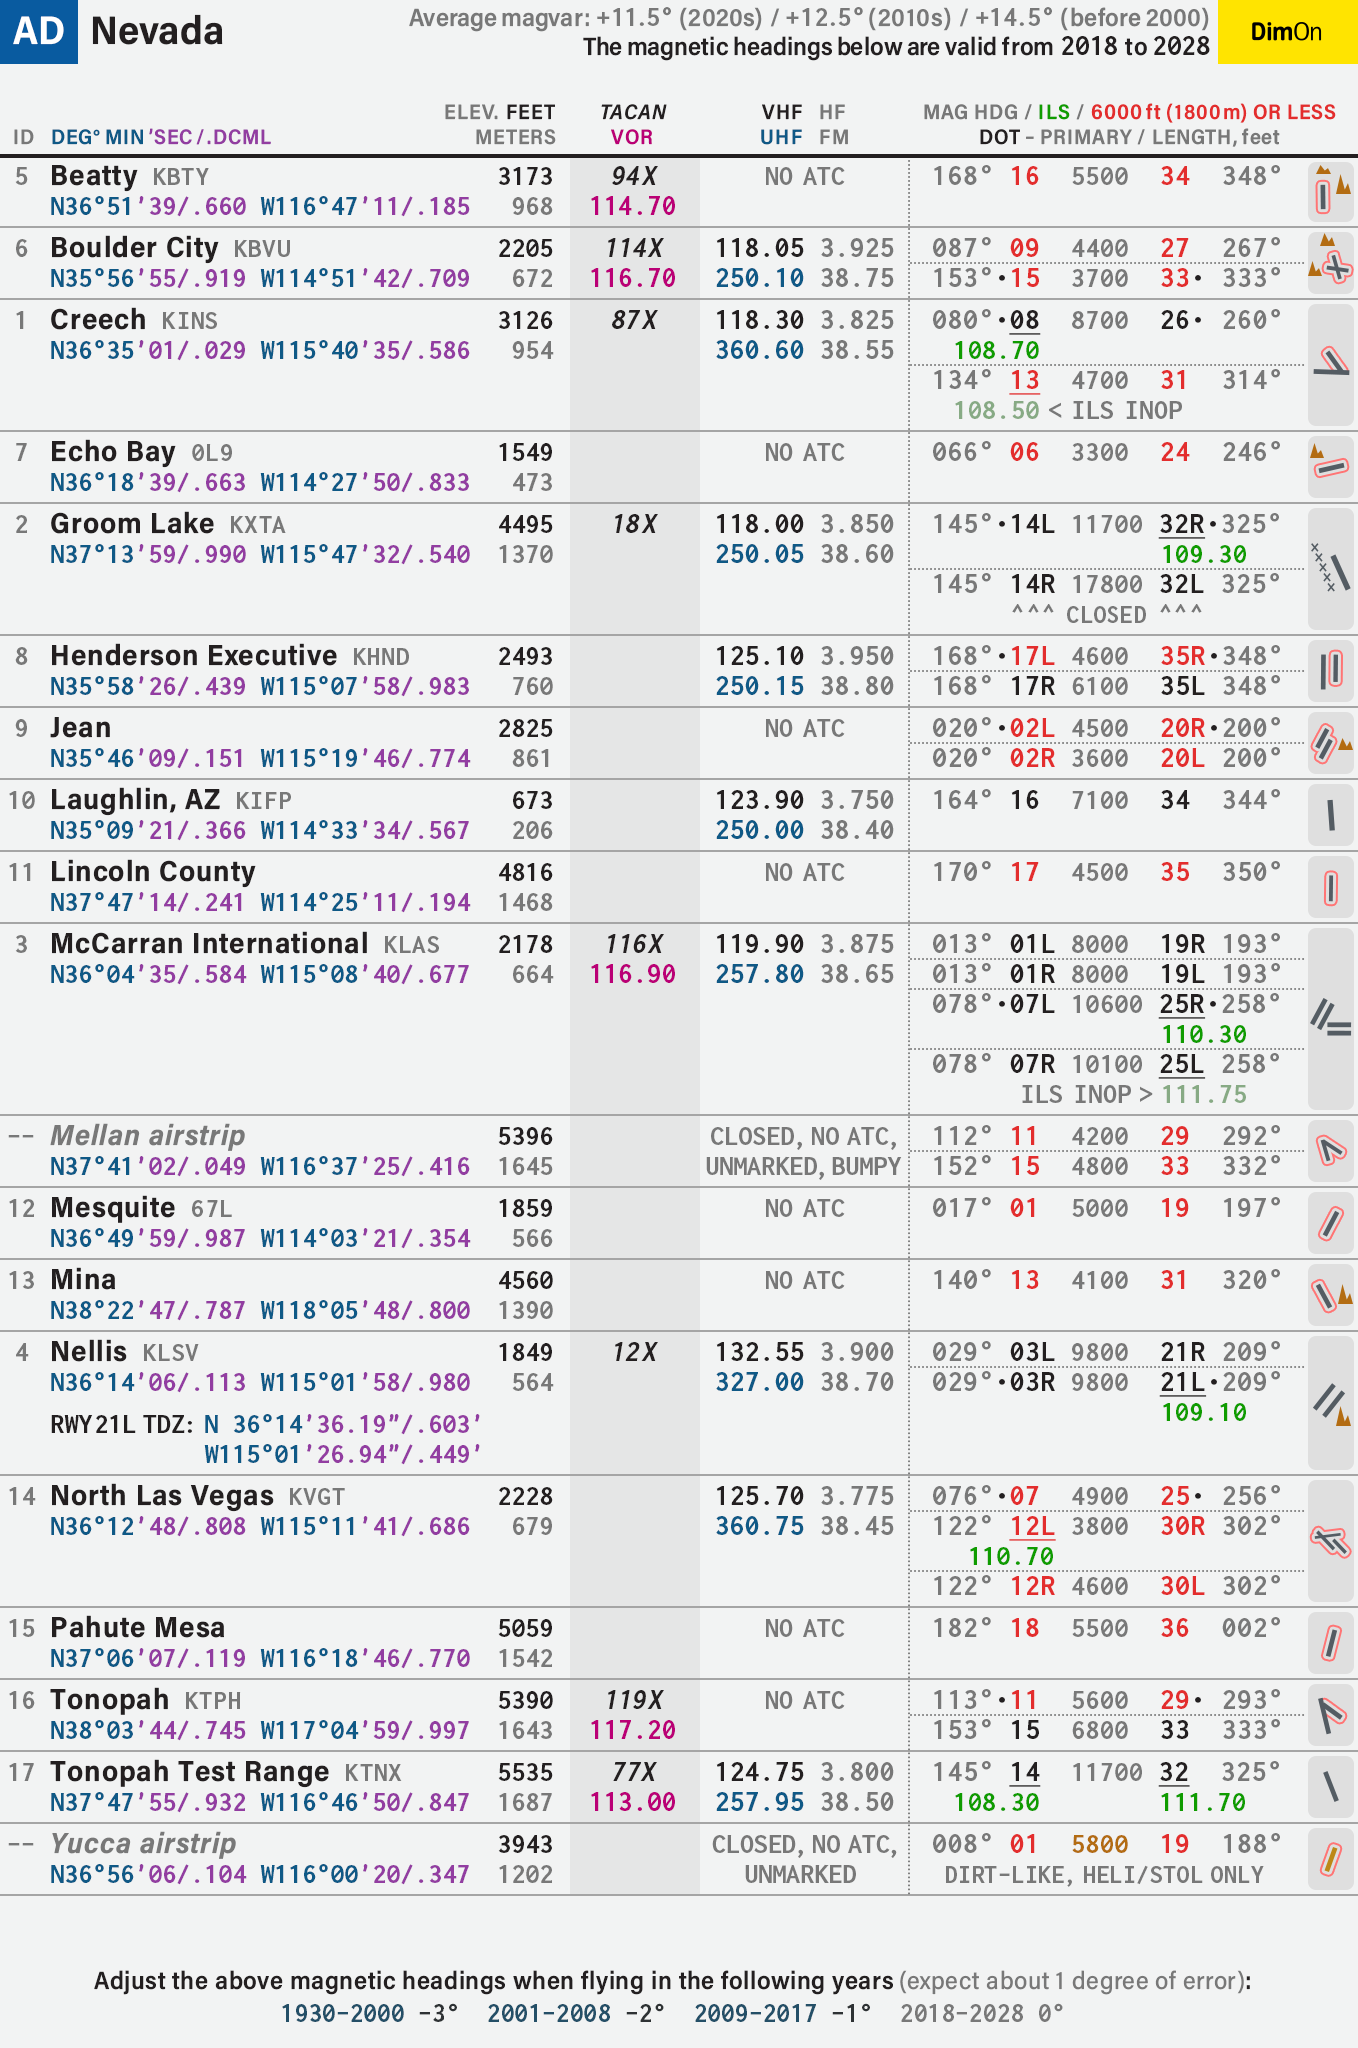 AD Nevada
Average magvar: +11.5° (2020s) / +12.5° (2010s) / +14.5° (before 2000)
The magnetic headings below are valid from 2018 to 2028
DimOn
ELEV. FEET TACAN VHF HF MAG HDG / ILS / 6000 ft (1800 m) OR LESS
ID DEG° MIN 'SEC /.DCML METERS VOR UHF FM DOT – PRIMARY / LENGTH, feet
5 Beatty KBTY 3173 94X NO ATC 168° 16 5500 34 348°
N36°51'39/.660 W116°47'11/.185 968 114.70
6 Boulder City KBVU 2205 114X 118.05 3.925 087° 09 4400 27 267°
N35°56'55/.919 W114°51'42/.709 672 116.70 250.10 38.75 153°•15 3700 33• 333°
1 Creech KINS 3126 87X 118.30 3.825 080°•08 8700 26• 260°
N36°35'01/.029 W115°40'35/.586 954 360.60 38.55 108.70
134° 13 4700 31 314°
108.50 < ILS INOP
7 Echo Bay 0L9 1549 NO ATC 066° 06 3300 24 246°
N36°18'39/.663 W114°27'50/.833 473
2 Groom Lake KXTA 4495 18X 118.00 3.850 145°•14L 11700 32R•325°
N37°13'59/.990 W115°47'32/.540 1370 250.05 38.60 109.30
145° 14R 17800 32L 325°
^^^ CLOSED ^^^
8 Henderson Executive KHND 2493 125.10 3.950 168°•17L 4600 35R•348°
N35°58'26/.439 W115°07'58/.983 760 250.15 38.80 168° 17R 6100 35L 348°
9 Jean 2825 NO ATC 020°•02L 4500 20R•200°
N35°46'09/.151 W115°19'46/.774 861 020° 02R 3600 20L 200°
10 Laughlin, AZ KIFP 673 123.90 3.750 164° 16 7100 34 344°
N35°09'21/.366 W114°33'34/.567 206 250.00 38.40
11 Lincoln County 4816 NO ATC 170° 17 4500 35 350°
N37°47'14/.241 W114°25'11/.194 1468
3 McCarran International KLAS 2178 116X 119.90 3.875 013° 01L 8000 19R 193°
N36°04'35/.584 W115°08'40/.677 664 116.90 257.80 38.65 013° 01R 8000 19L 193°
078°•07L 10600 25R•258°
110.30
078° 07R 10100 25L 258°
ILS INOP > 111.75
-- Mellan airstrip 5396 CLOSED, NO ATC, 112° 11 4200 29 292°
N37°41'02/.049 W116°37'25/.416 1645 UNMARKED, BUMPY 152° 15 4800 33 332°
12 Mesquite 67L 1859 NO ATC 017° 01 5000 19 197°
N36°49'59/.987 W114°03'21/.354 566
13 Mina 4560 NO ATC 140° 13 4100 31 320°
N38°22'47/.787 W118°05'48/.800 1390
4 Nellis KLSV 1849 12X 132.55 3.900 029° 03L 9800 21R 209°
N36°14'06/.113 W115°01'58/.980 564 327.00 38.70 029°•03R 9800 21L•209°
109.10
RWY 21L TDZ: N 36°14'36.19"/.603'
W115°01'26.94"/.449'
14 North Las Vegas KVGT 2228 125.70 3.775 076°•07 4900 25• 256°
N36°12'48/.808 W115°11'41/.686 679 360.75 38.45 122° 12L 3800 30R 302°
110.70
122° 12R 4600 30L 302°
15 Pahute Mesa 5059 NO ATC 182° 18 5500 36 002°
N37°06'07/.119 W116°18'46/.770 1542
16 Tonopah KTPH 5390 119X NO ATC 113°•11 5600 29• 293°
N38°03'44/.745 W117°04'59/.997 1643 117.20 153° 15 6800 33 333°
17 Tonopah Test Range KTNX 5535 77X 124.75 3.800 145° 14 11700 32 325°
N37°47'55/.932 W116°46'50/.847 1687 113.00 257.95 38.50 108.30 111.70
-- Yucca airstrip 3943 CLOSED, NO ATC, 008° 01 5800 19 188°
N36°56'06/.104 W116°00'20/.347 1202 UNMARKED DIRT-LIKE, HELI/STOL ONLY
Adjust the above magnetic headings when flying in the following years (expect about 1 degree of error):
1930-2000 -3° 2001-2008 -2° 2009-2017 -1° 2018-2028 0°